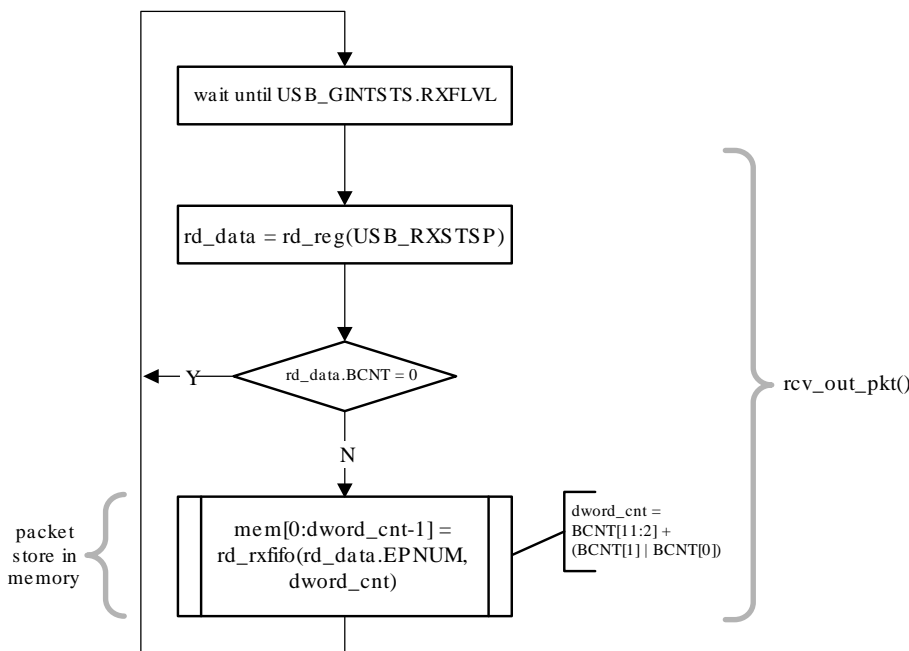 wait until USB_GINTSTS.RXFLVL
rd_data = rd_reg(USB_RXSTSP)
rd_data.BCNT = 0
Y
rcv_out_pkt()
N
packet
store in
memory
mem[0:dword_cnt-1] =
rd_rxfifo(rd_data.EPNUM,
dword_cnt)
dword_cnt =
BCNT[11:2] +
(BCNT[1] | BCNT[0])